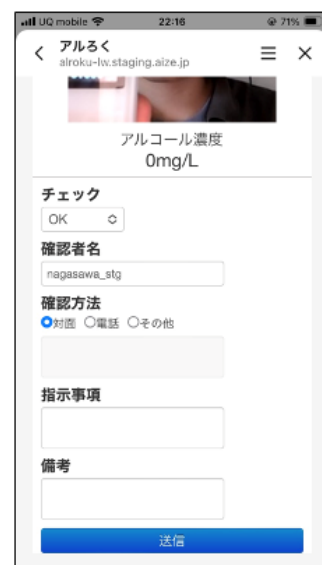 UQ mobile 22:16 71%
アルろく
alroku-lw.staging.aize.jp
アルコール濃度
0mg/L
チェック
OK
確認者名
nagasawa_stg
確認方法
対面 電話 その他
指示事項
備考
送信